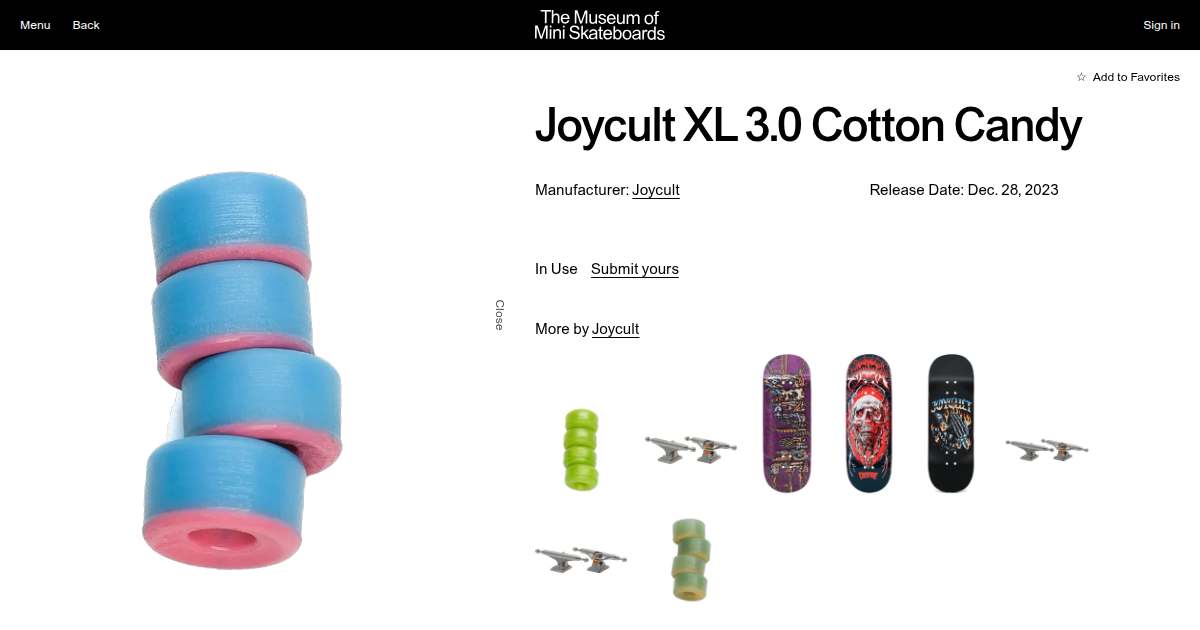 Menu Back
The Museum of
Mini Skateboards
Sign in
☆ Add to Favorites
Joycult XL 3.0 Cotton Candy
Manufacturer: Joycult
Release Date: Dec. 28, 2023
In Use Submit yours
Close
More by Joycult
JOYCULT